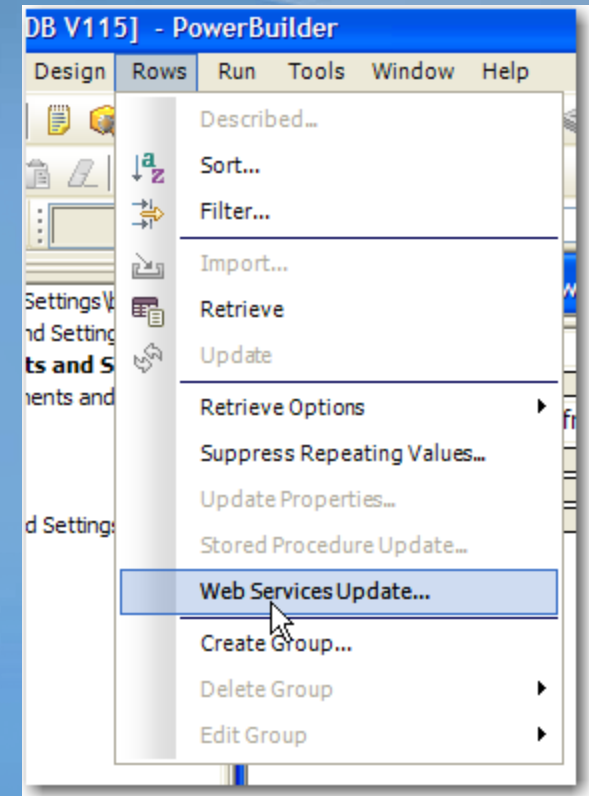 DB V115] - PowerBuilder
Design Rows Run Tools Window Help
Described...
Sort...
Filter...
Import...
Settings\
Retrieve
nd Setting
ts and S
Update
ments and
Retrieve Options
Suppress Repeating Values...
Update Properties...
d Settings
Stored Procedure Update...
Web Services Update...
Create Group...
Delete Group
Edit Group